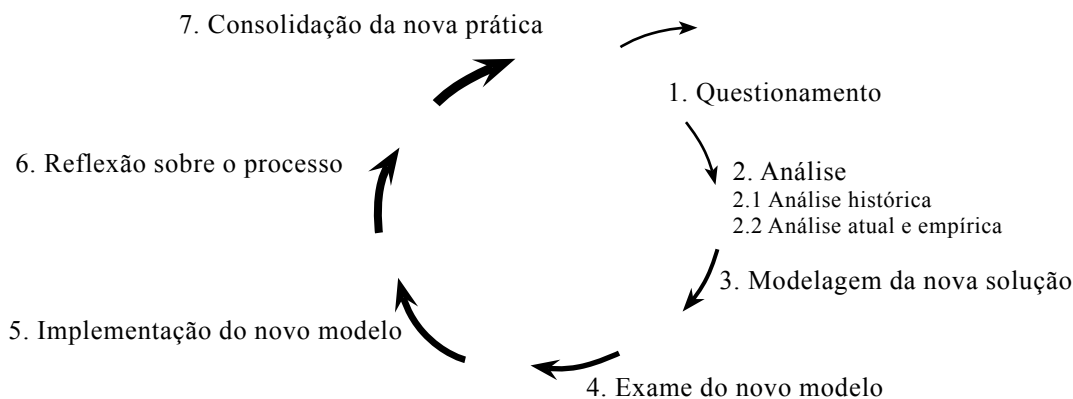 7. Consolidação da nova prática
1. Questionamento
2. Análise
2.1 Análise histórica
2.2 Análise atual e empírica
3. Modelagem da nova solução
4. Exame do novo modelo
5. Implementação do novo modelo
6. Reflexão sobre o processo